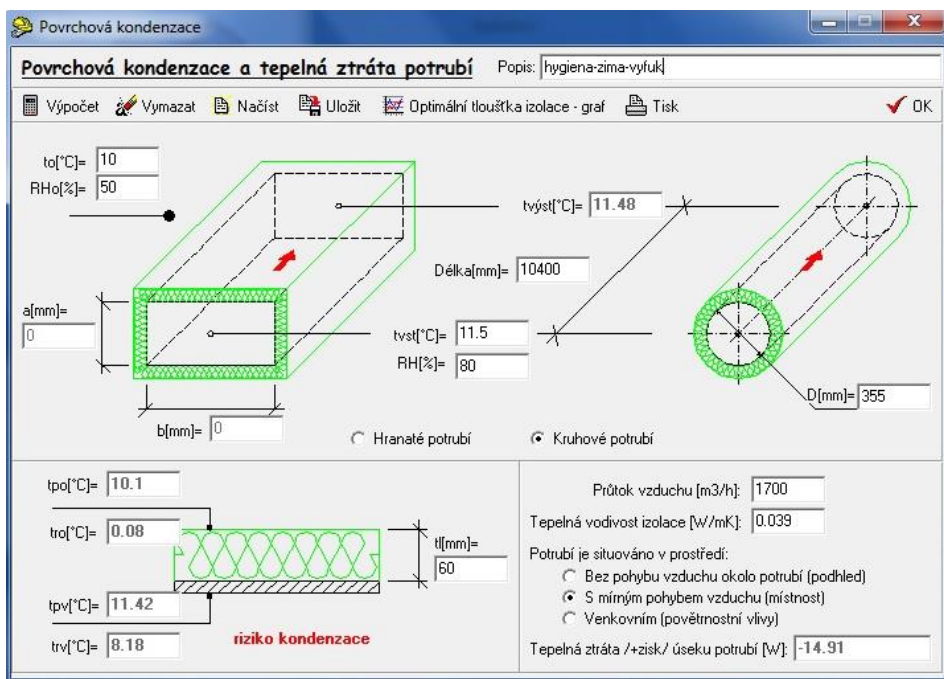 Povrchová kondenzace
Povrchová kondenzace a tepelná ztráta potrubí Popis: hygiena-zima-vyfuk
Výpočet Vymazat Načíst Uložit Optimální tloušťka izolace - graf Tisk OK
to[°C]= 10
RHo[%]= 50
tvýst[°C]= 11.48
Délka[mm]= 10400
a[mm]=
0
tvst[°C]= 11.5
RH[%]= 80
D[mm]= 355
b[mm]= 0
Hranaté potrubí Kruhové potrubí
tpo[°C]= 10.1
tro[°C]= 0.08
tl[mm]=
60
tpv[°C]= 11.42
trv[°C]= 8.18
riziko kondenzace
Průtok vzduchu [m3/h]: 1700
Tepelná vodivost izolace [W/mK]: 0.039
Potrubí je situováno v prostředí:
Bez pohybu vzduchu okolo potrubí (podhled)
S mírným pohybem vzduchu (místnost)
Venkovním (povětrnostní vlivy)
Tepelná ztráta /+zisk/ úseku potrubí [W]: -14.91